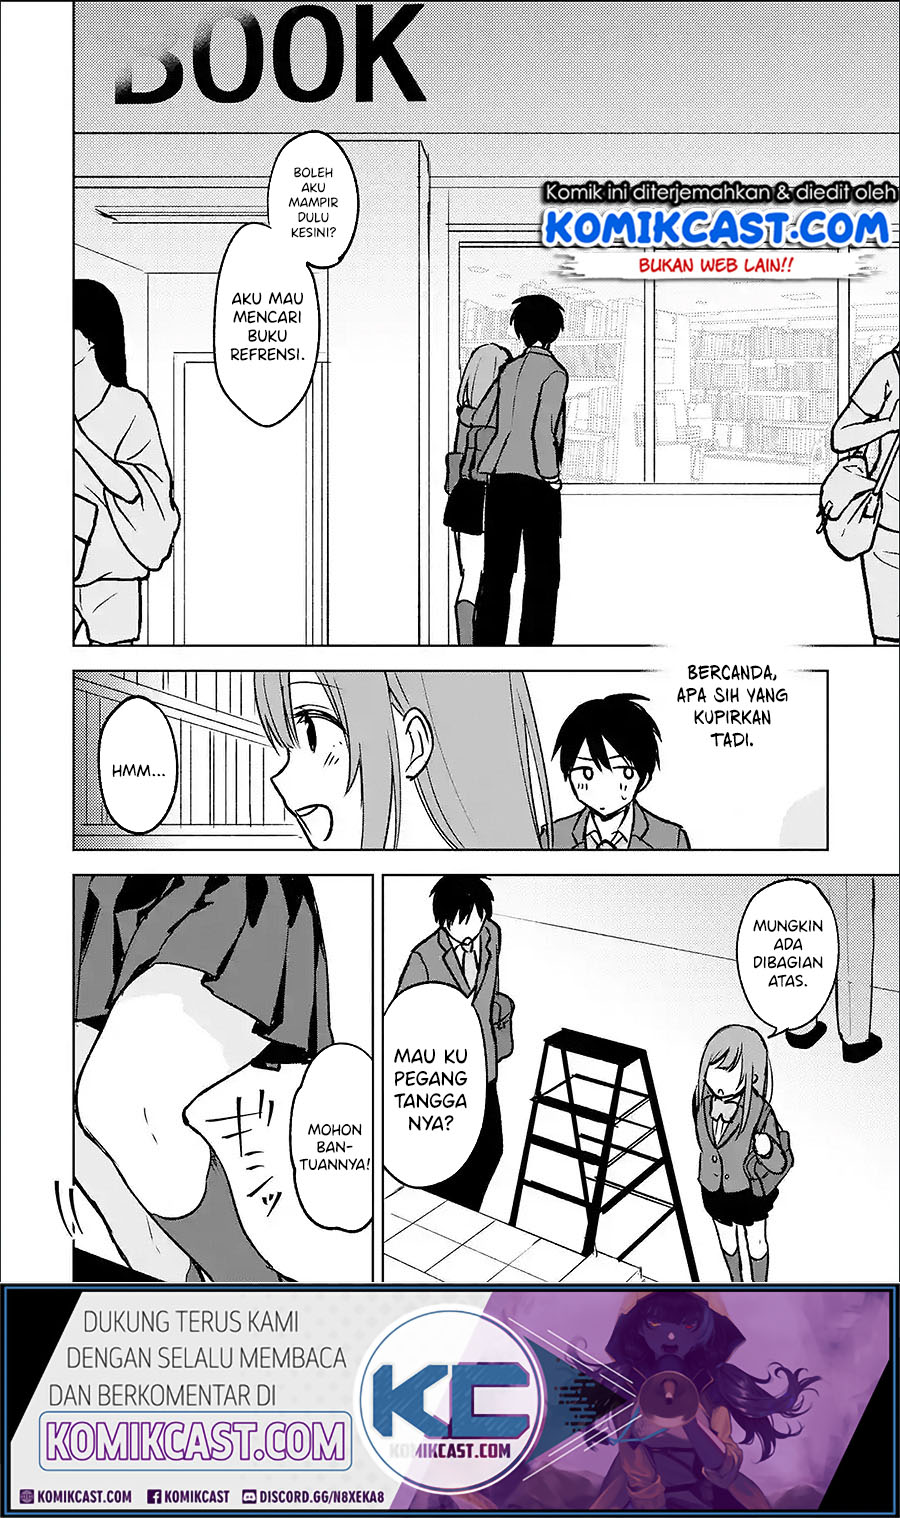 BOOK
BOLEH
AKU
MAMPIR
DULU
KESINI?
AKU MAU
MENCARI
BUKU
REFRENSI.
Komik ini diterjemahkan & diedit oleh
KOMIKCAST.COM
BUKAN WEB LAIN!!
BERCANDA,
APA SIH YANG
KUPIRKAN
TADI.
HMM...
MUNGKIN
ADA
DIBAGIAN
ATAS.
MAU KU
PEGANG
TANGGA
NYA?
MOHON
BAN-
TUANNYA!
DUKUNG TERUS KAMI
DENGAN SELALU MEMBACA
DAN BERKOMENTAR DI
KOMIKCAST.COM
KOMIKCAST.COM
KOMIKCAST
DISCORD.GG/N8XEKA8
KC
KOMIKCAST.COM